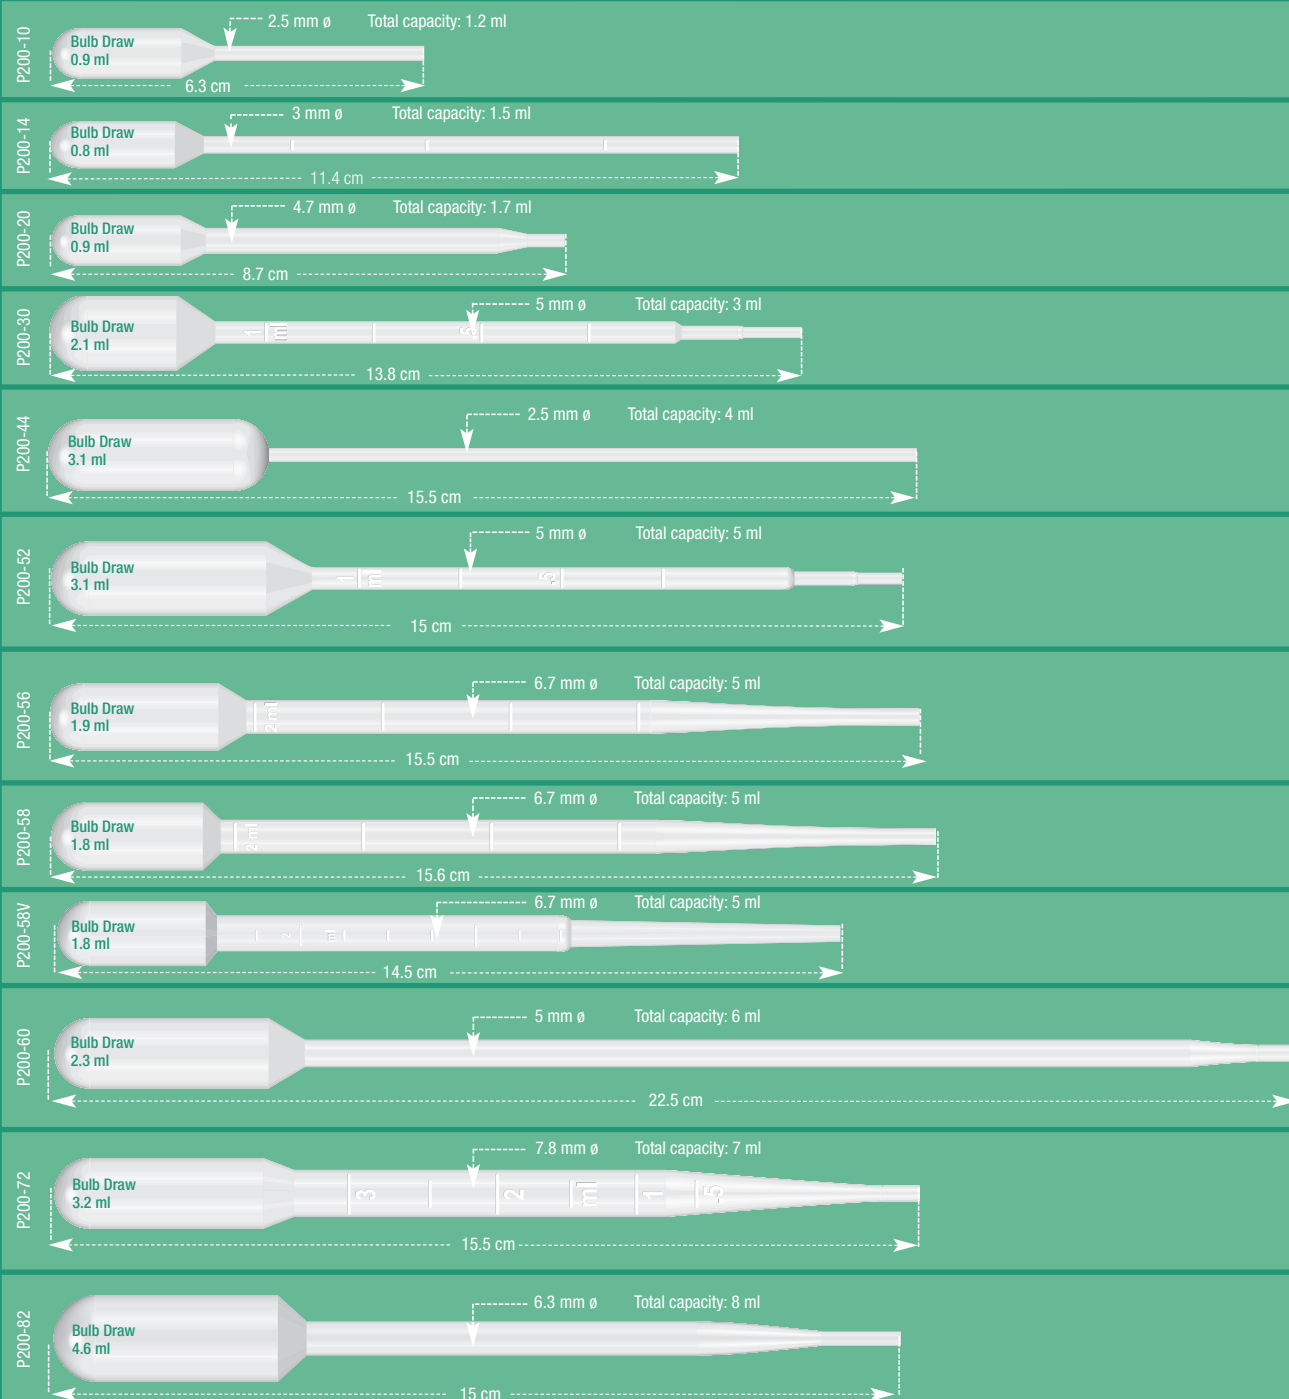 P200-10
2.5 mm ø Total capacity: 1.2 ml
Bulb Draw
0.9 ml
6.3 cm
P200-14
3 mm ø Total capacity: 1.5 ml
Bulb Draw
0.8 ml
11.4 cm
P200-20
4.7 mm ø Total capacity: 1.7 ml
Bulb Draw
0.9 ml
8.7 cm
P200-30
5 mm ø Total capacity: 3 ml
Bulb Draw
2.1 ml
1 ml .5
13.8 cm
P200-44
2.5 mm ø Total capacity: 4 ml
Bulb Draw
3.1 ml
15.5 cm
P200-52
5 mm ø Total capacity: 5 ml
Bulb Draw
3.1 ml
1 ml .5
15 cm
P200-56
6.7 mm ø Total capacity: 5 ml
Bulb Draw
1.9 ml
2 ml
15.5 cm
P200-58
6.7 mm ø Total capacity: 5 ml
Bulb Draw
1.8 ml
2 ml
15.6 cm
P200-58V
6.7 mm ø Total capacity: 5 ml
Bulb Draw
1.8 ml
2 ml
14.5 cm
P200-60
5 mm ø Total capacity: 6 ml
Bulb Draw
2.3 ml
22.5 cm
P200-72
7.8 mm ø Total capacity: 7 ml
Bulb Draw
3.2 ml
3 2 ml 1 .5
15.5 cm
P200-82
6.3 mm ø Total capacity: 8 ml
Bulb Draw
4.6 ml
15 cm